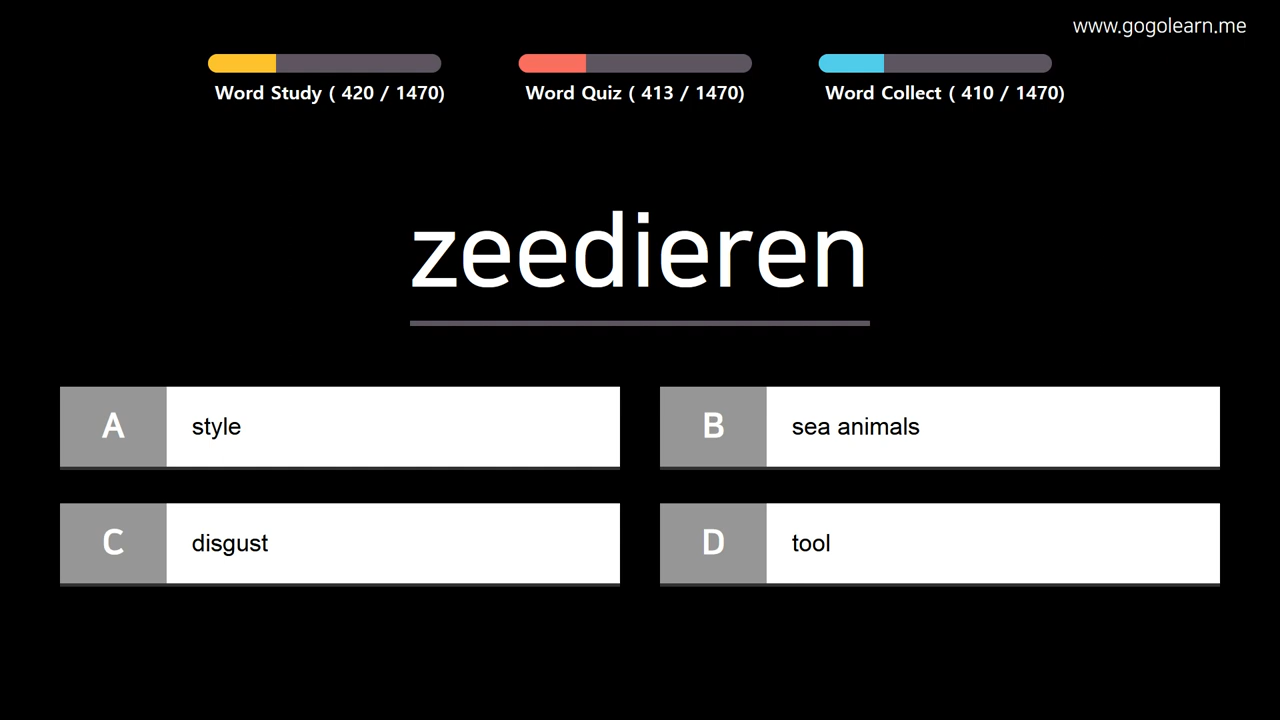 www.gogolearn.me
Word Study ( 420 / 1470)
Word Quiz ( 413 / 1470)
Word Collect ( 410 / 1470)
zeedieren
A style
B sea animals
C disgust
D tool